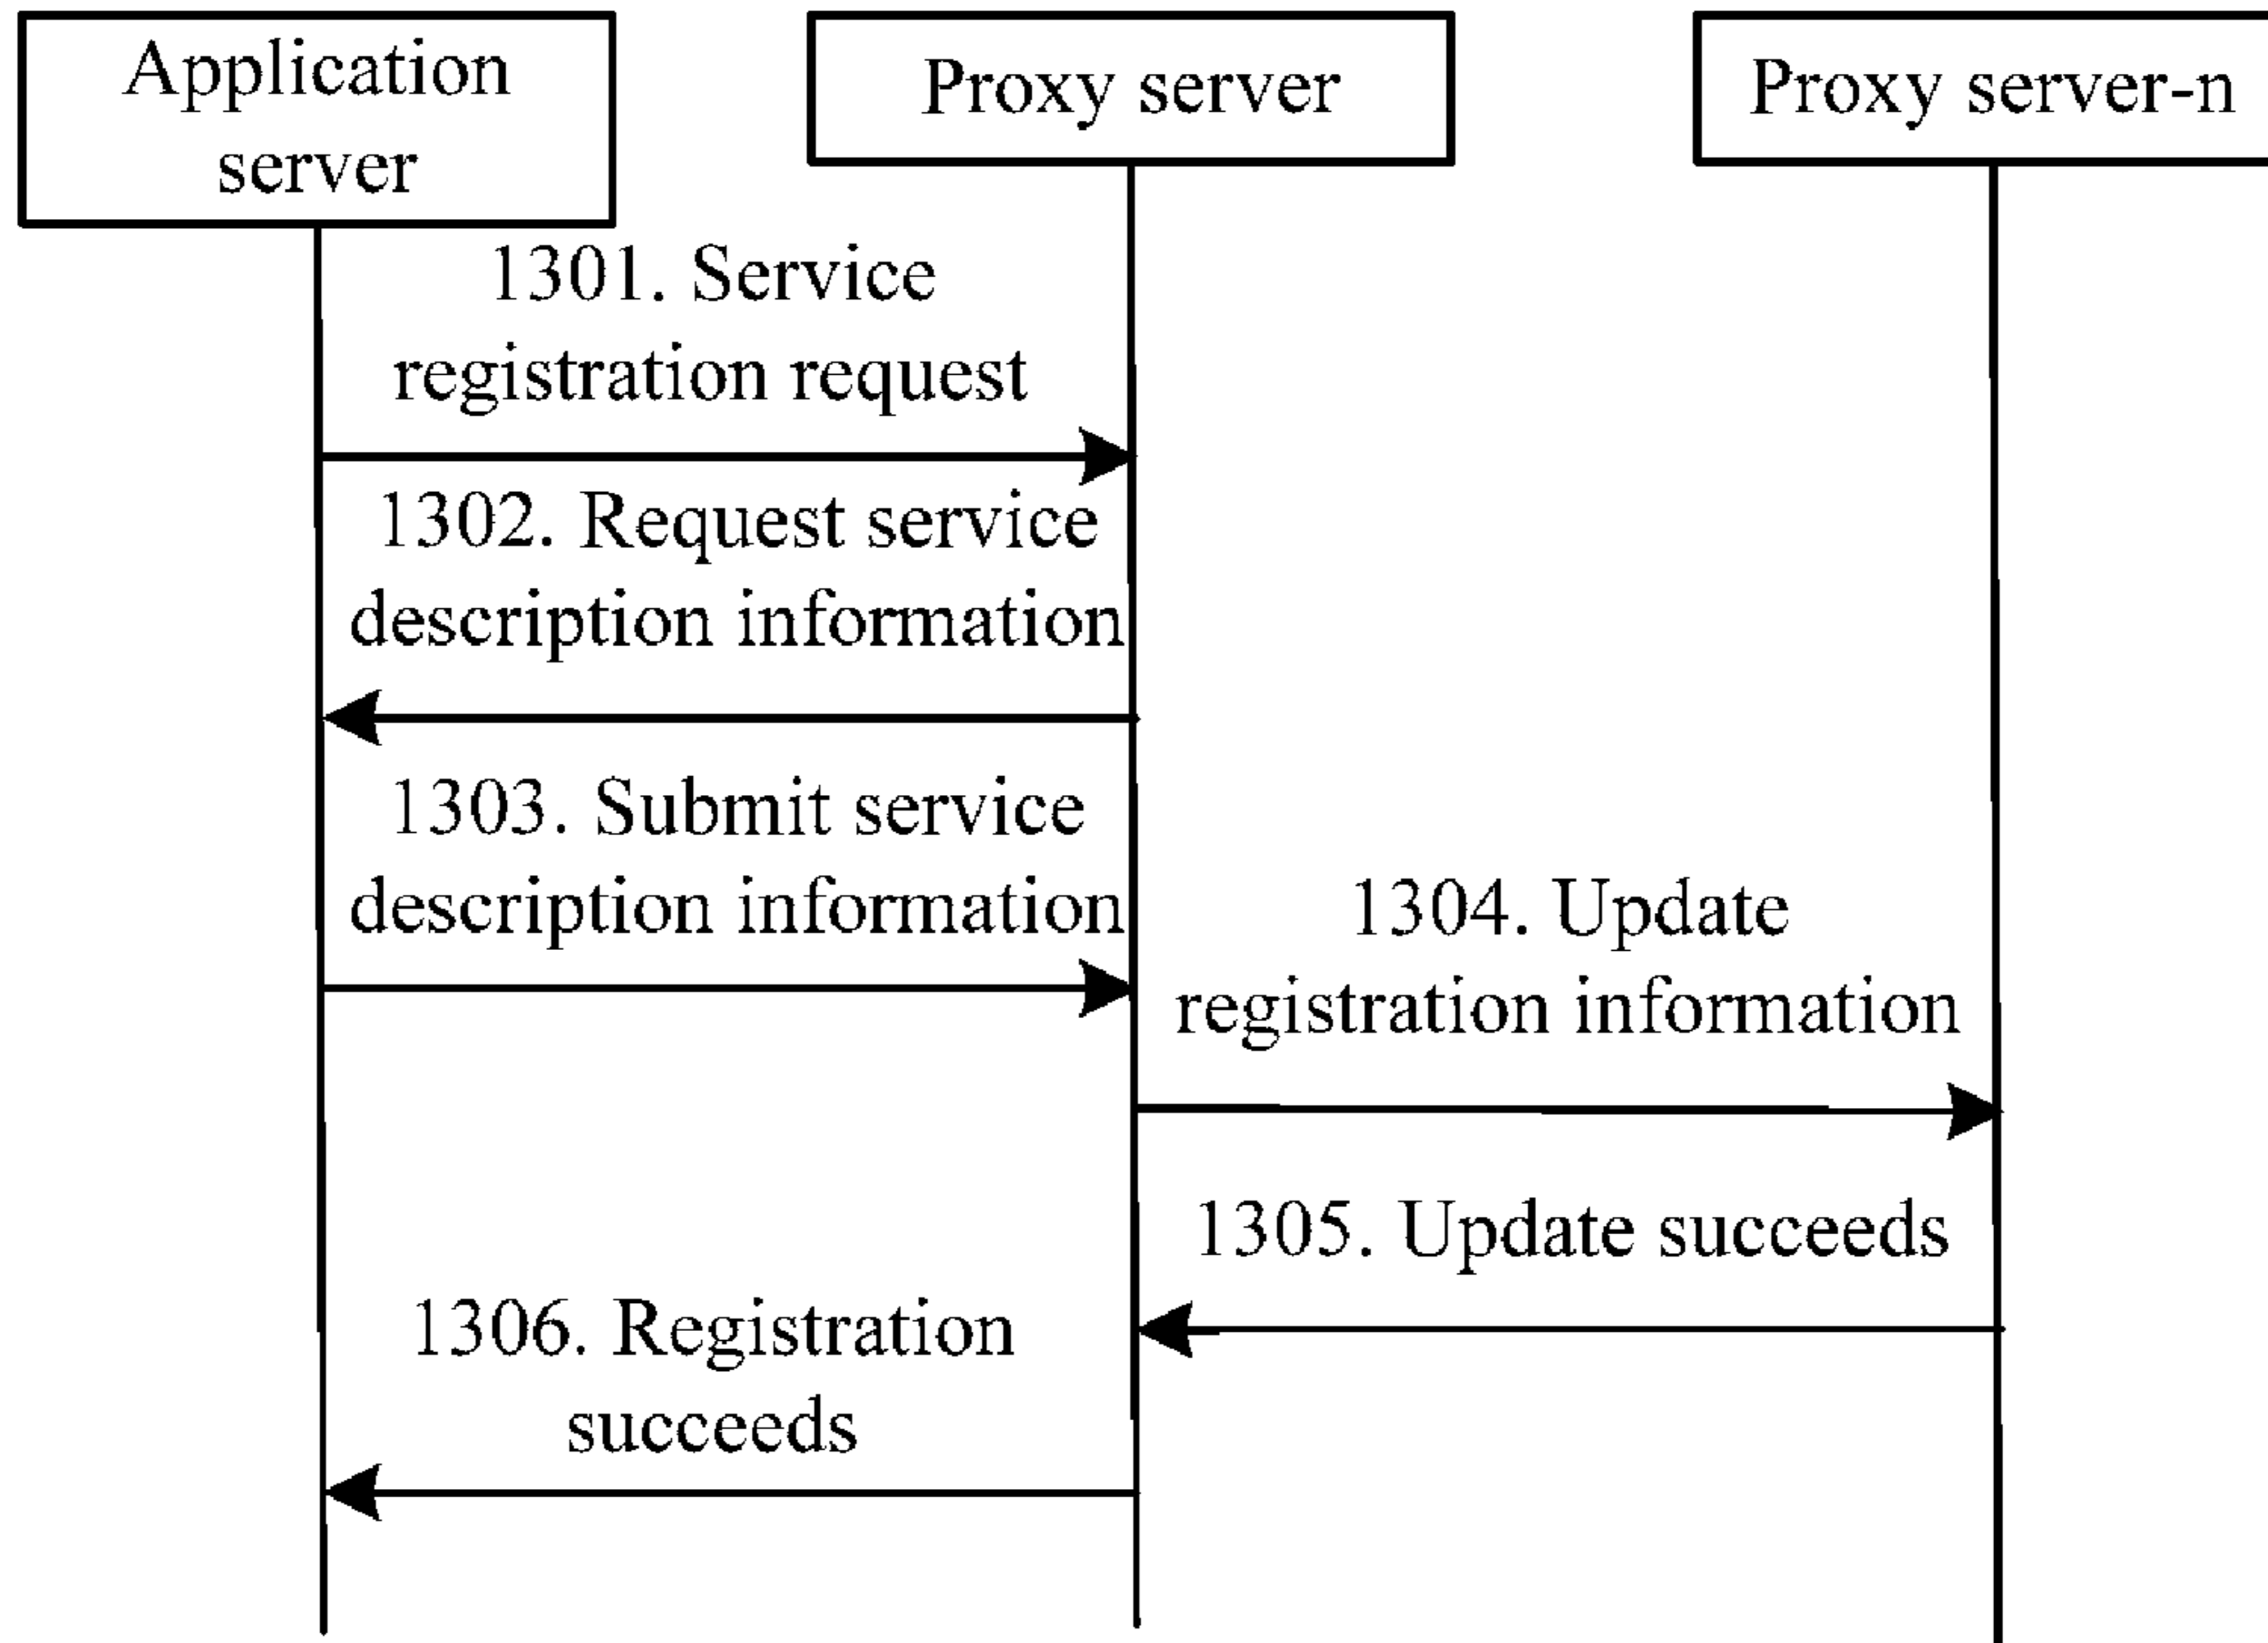 Application
server
Proxy server
Proxy server-n
1301. Service
registration request
1302. Request service
description information
1303. Submit service
description information
1304. Update
registration information
1305. Update succeeds
1306. Registration
succeeds